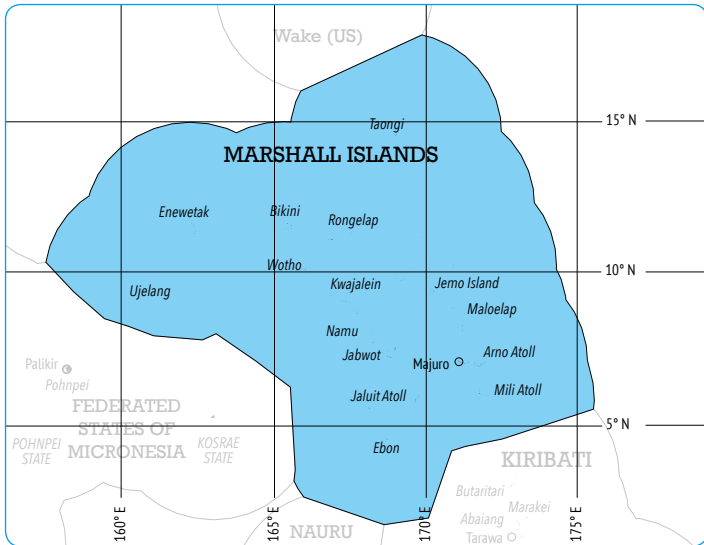 Wake (US)
15° N
Taongi
MARSHALL ISLANDS
Enewetak
Bikini
Rongelap
Wotho
10° N
Ujelang
Kwajalein
Jemo Island
Maloelap
Namu
Jabwot
Majuro
Arno Atoll
Palikir
Pohnpei
Jaluit Atoll
Mili Atoll
FEDERATED
STATES OF
MICRONESIA
POHNPEI
STATE
KOSRAE
STATE
5° N
Ebon
KIRIBATI
Butaritari
Marakei
Abaiang
Tarawa
NAURU
160° E
165° E
170° E
175° E